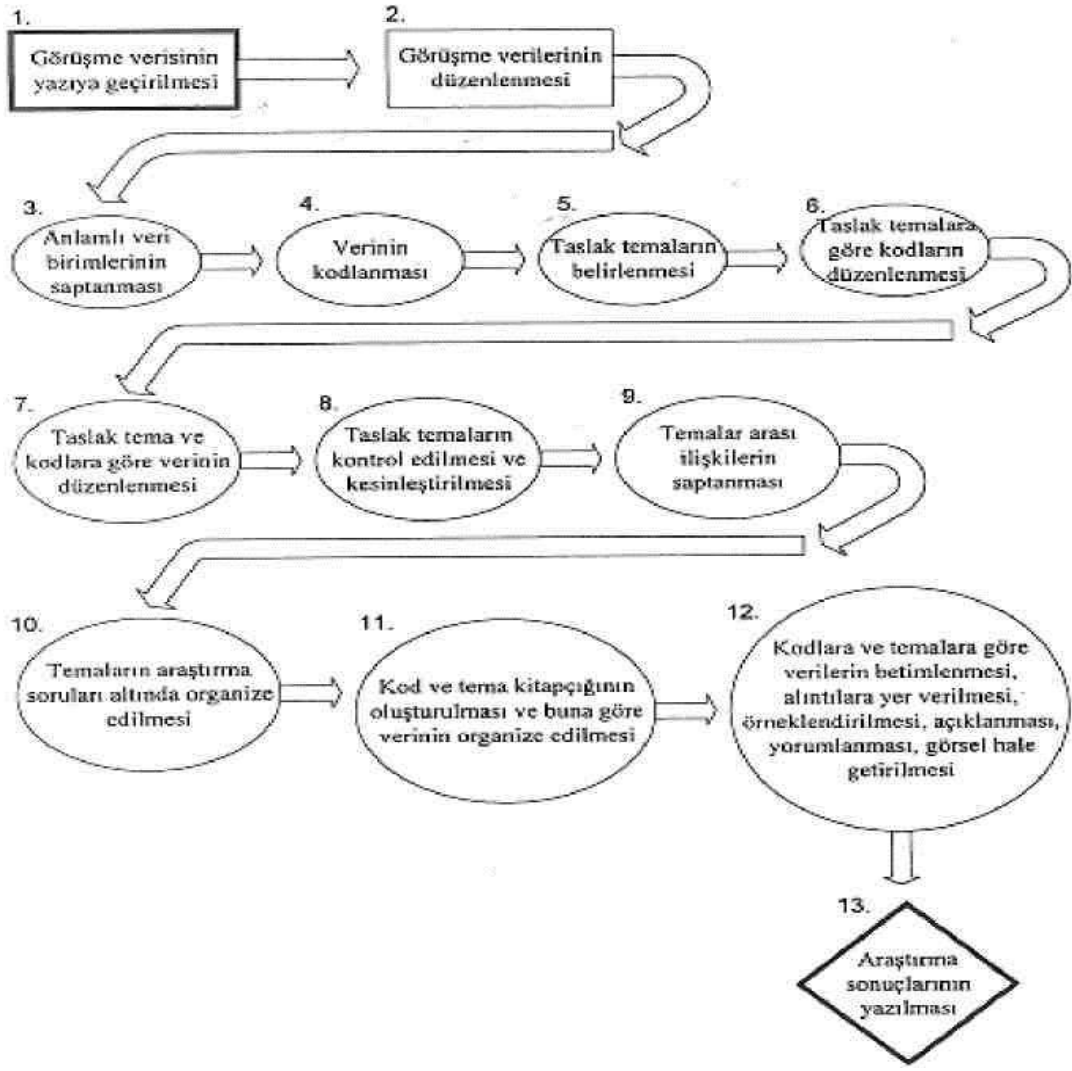 1.
Görüşme verisinin
yazıya geçirilmesi
2.
Görüşme verilerinin
düzenlenmesi
3.
Anlamlı veri
birimlerinin
saptanması
4.
Verinin
kodlanması
5.
Taslak temaların
belirlenmesi
6.
Taslak temalara
göre kodların
düzenlenmesi
7.
Taslak tema ve
kodlara göre verinin
düzenlenmesi
8.
Taslak temaların
kontrol edilmesi ve
kesinleştirilmesi
9.
Temalar arası
ilişkilerin
saptanması
10.
Temaların araştırma
soruları altında organize
edilmesi
11.
Kod ve tema kitapçığının
oluşturulması ve buna göre
verinin organize edilmesi
12.
Kodlara ve temalara göre
verilerin betimlenmesi,
alıntılara yer verilmesi,
örneklendirilmesi, açıklanması,
yorumlanması, görsel hale
getirilmesi
13.
Araştırma
sonuçlarının
yazılması